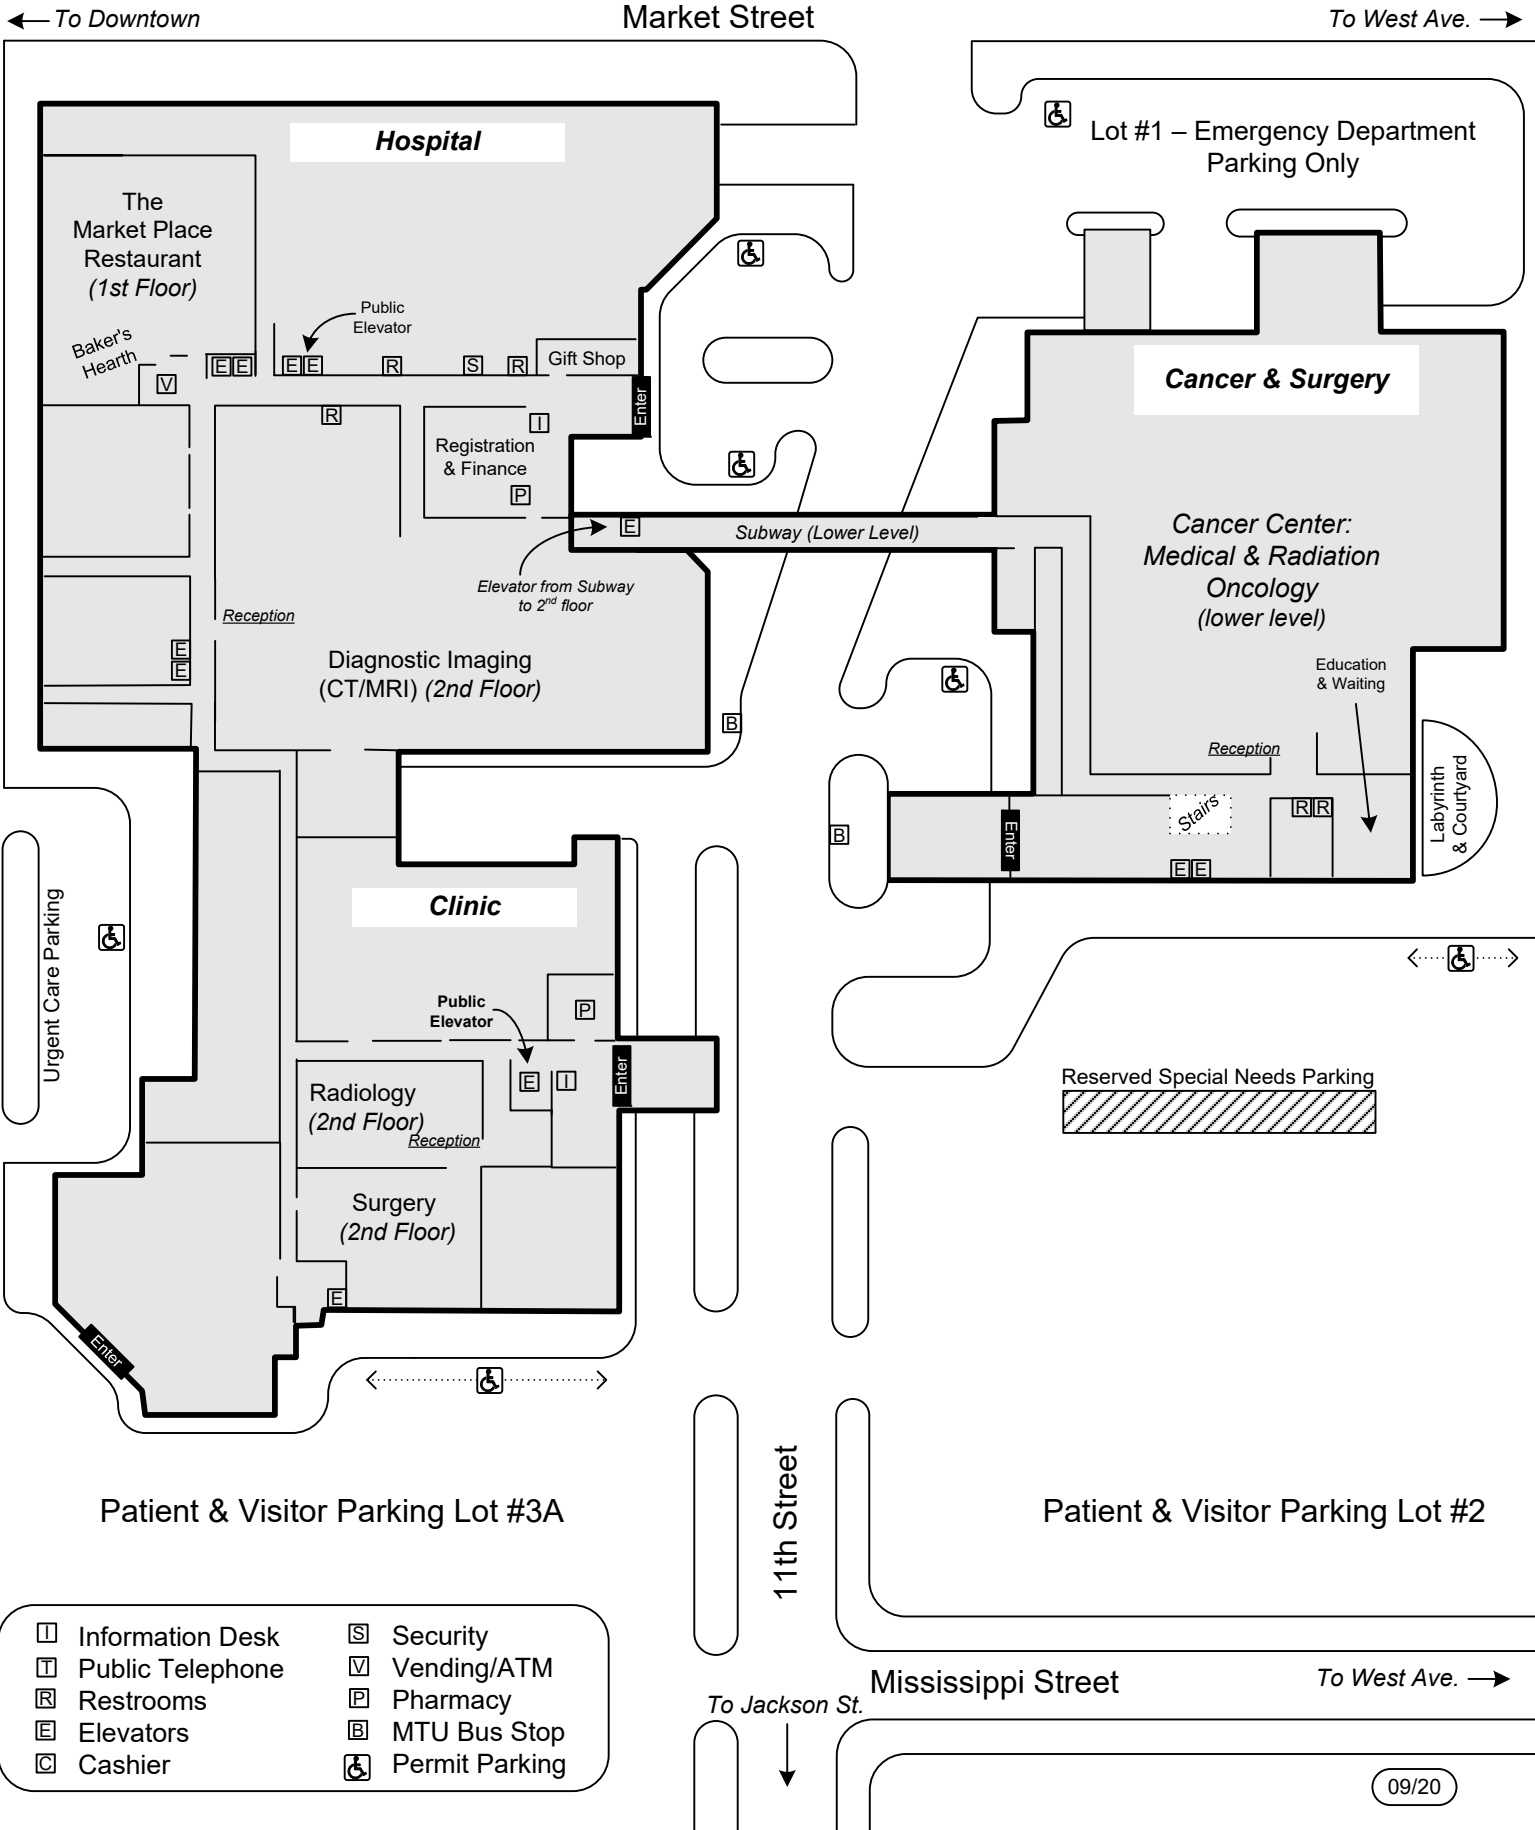 To Downtown
Market Street
To West Ave.
Hospital
Lot #1 – Emergency Department
Parking Only
The
Market Place
Restaurant
(1st Floor)
Public
Elevator
Baker's
Hearth
V
E E
E E
R
S
R
Gift Shop
Enter
R
I
Registration
& Finance
P
Cancer & Surgery
E
Subway (Lower Level)
Elevator from Subway
to 2nd floor
Cancer Center:
Medical & Radiation
Oncology
(lower level)
Reception
E
E
Diagnostic Imaging
(CT/MRI) (2nd Floor)
B
Education
& Waiting
Reception
Stairs
R R
E E
Enter
B
Labyrinth
& Courtyard
Urgent Care Parking
Clinic
P
Public
Elevator
E
I
Enter
Radiology
(2nd Floor)
Reception
Surgery
(2nd Floor)
E
Enter
Reserved Special Needs Parking
Patient & Visitor Parking Lot #3A
11th Street
Patient & Visitor Parking Lot #2
I Information Desk
T Public Telephone
R Restrooms
E Elevators
C Cashier
S Security
V Vending/ATM
P Pharmacy
B MTU Bus Stop
Permit Parking
Mississippi Street
To West Ave.
To Jackson St.
09/20